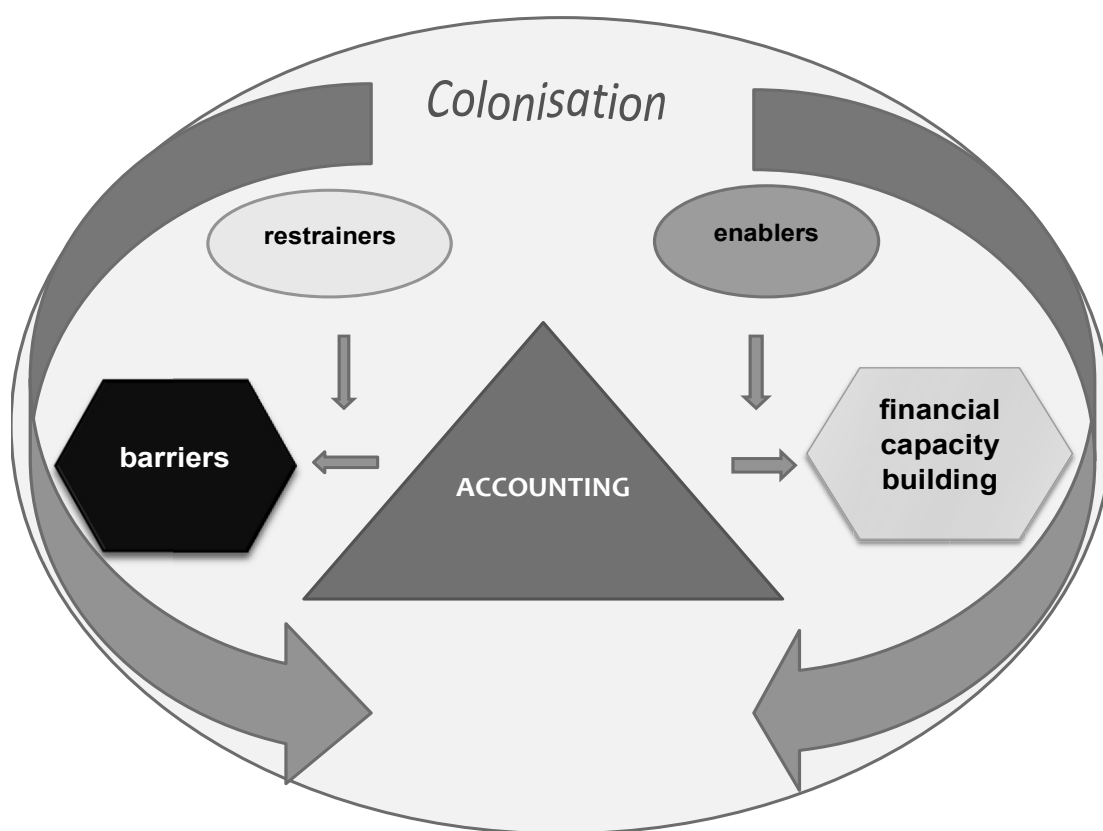 Colonisation
restrainers
enablers
barriers
ACCOUNTING
financial
capacity
building